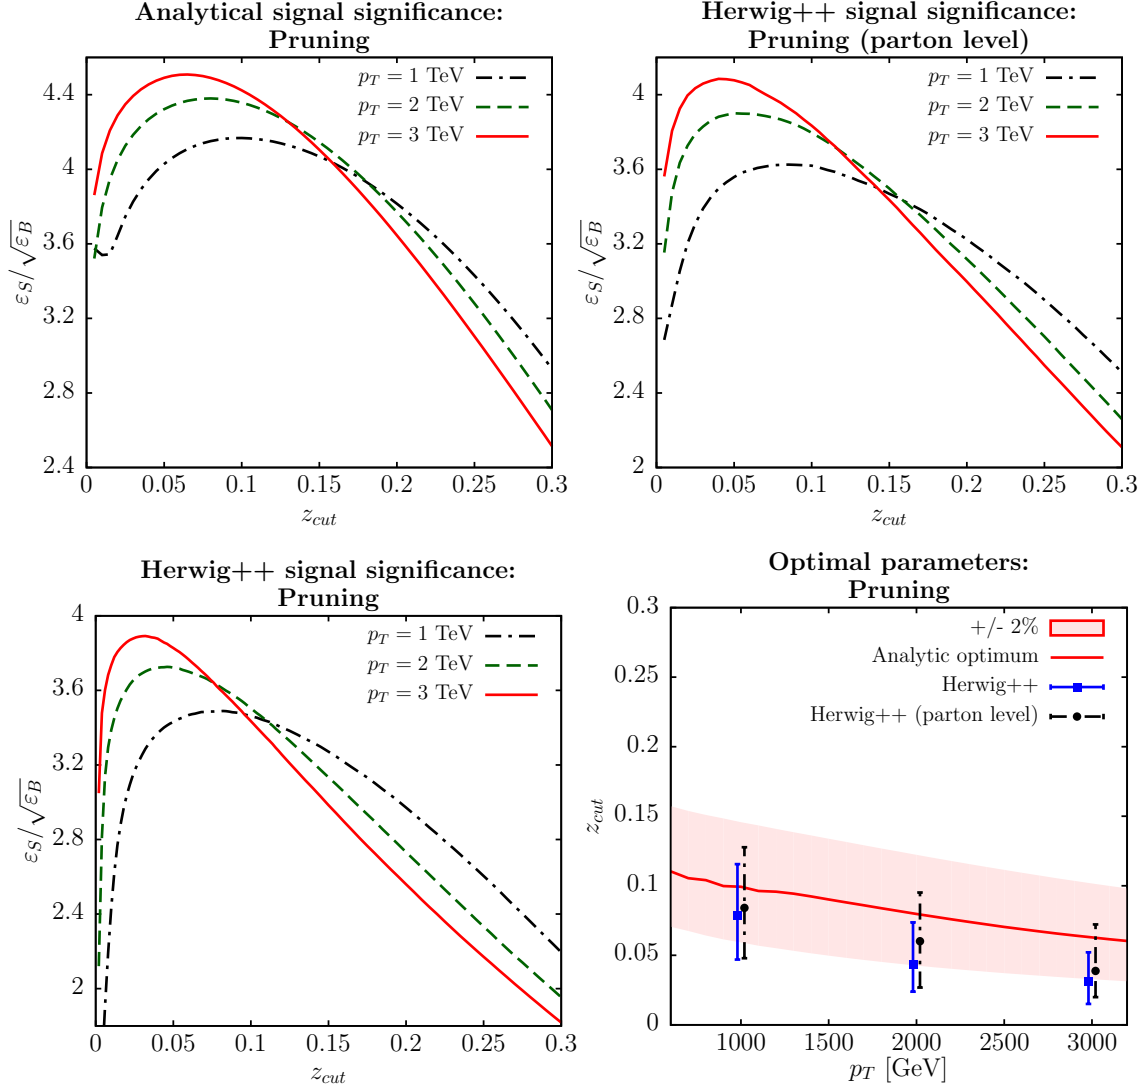 Analytical signal significance:
Pruning
p_T = 1 TeV
p_T = 2 TeV
p_T = 3 TeV
4.4
4
3.6
3.2
2.8
2.4
ε_S/√ε_B
0
0.05
0.1
0.15
0.2
0.25
0.3
z_cut
Herwig++ signal significance:
Pruning (parton level)
p_T = 1 TeV
p_T = 2 TeV
p_T = 3 TeV
4
3.6
3.2
2.8
2.4
2
ε_S/√ε_B
0
0.05
0.1
0.15
0.2
0.25
0.3
z_cut
Herwig++ signal significance:
Pruning
p_T = 1 TeV
p_T = 2 TeV
p_T = 3 TeV
4
3.6
3.2
2.8
2.4
2
ε_S/√ε_B
0
0.05
0.1
0.15
0.2
0.25
0.3
z_cut
Optimal parameters:
Pruning
+/- 2%
Analytic optimum
Herwig++
Herwig++ (parton level)
0.3
0.25
0.2
0.15
0.1
0.05
0
z_cut
1000
1500
2000
2500
3000
p_T [GeV]